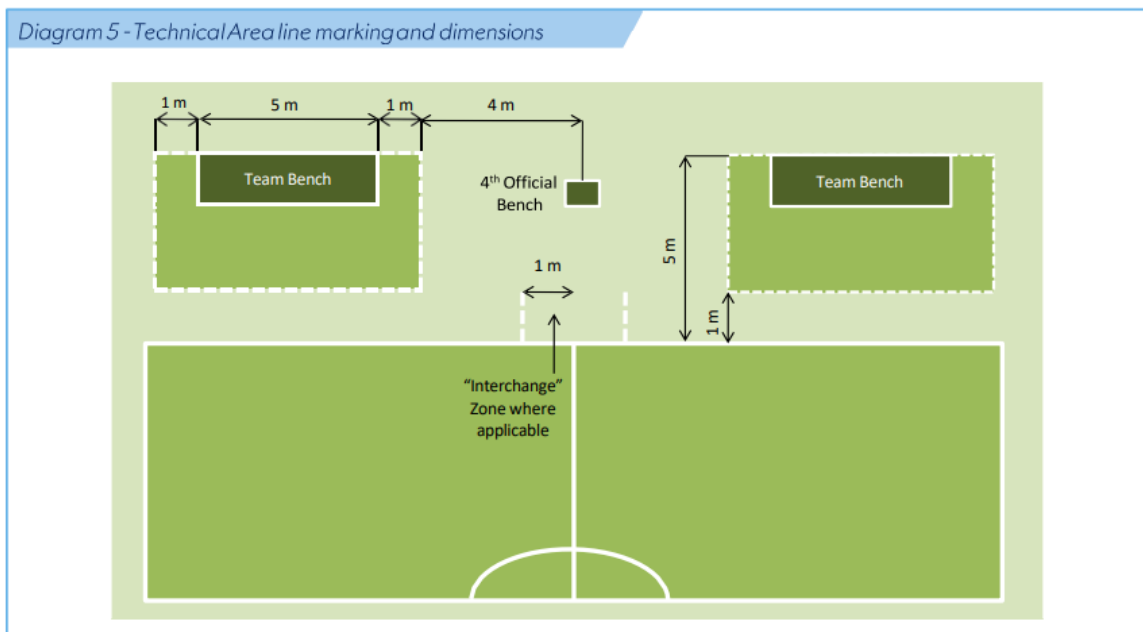 Diagram 5 - Technical Area line marking and dimensions
1 m
5 m
1 m
4 m
Team Bench
4th Official
Bench
Team Bench
5 m
1 m
1 m
“Interchange”
Zone where
applicable